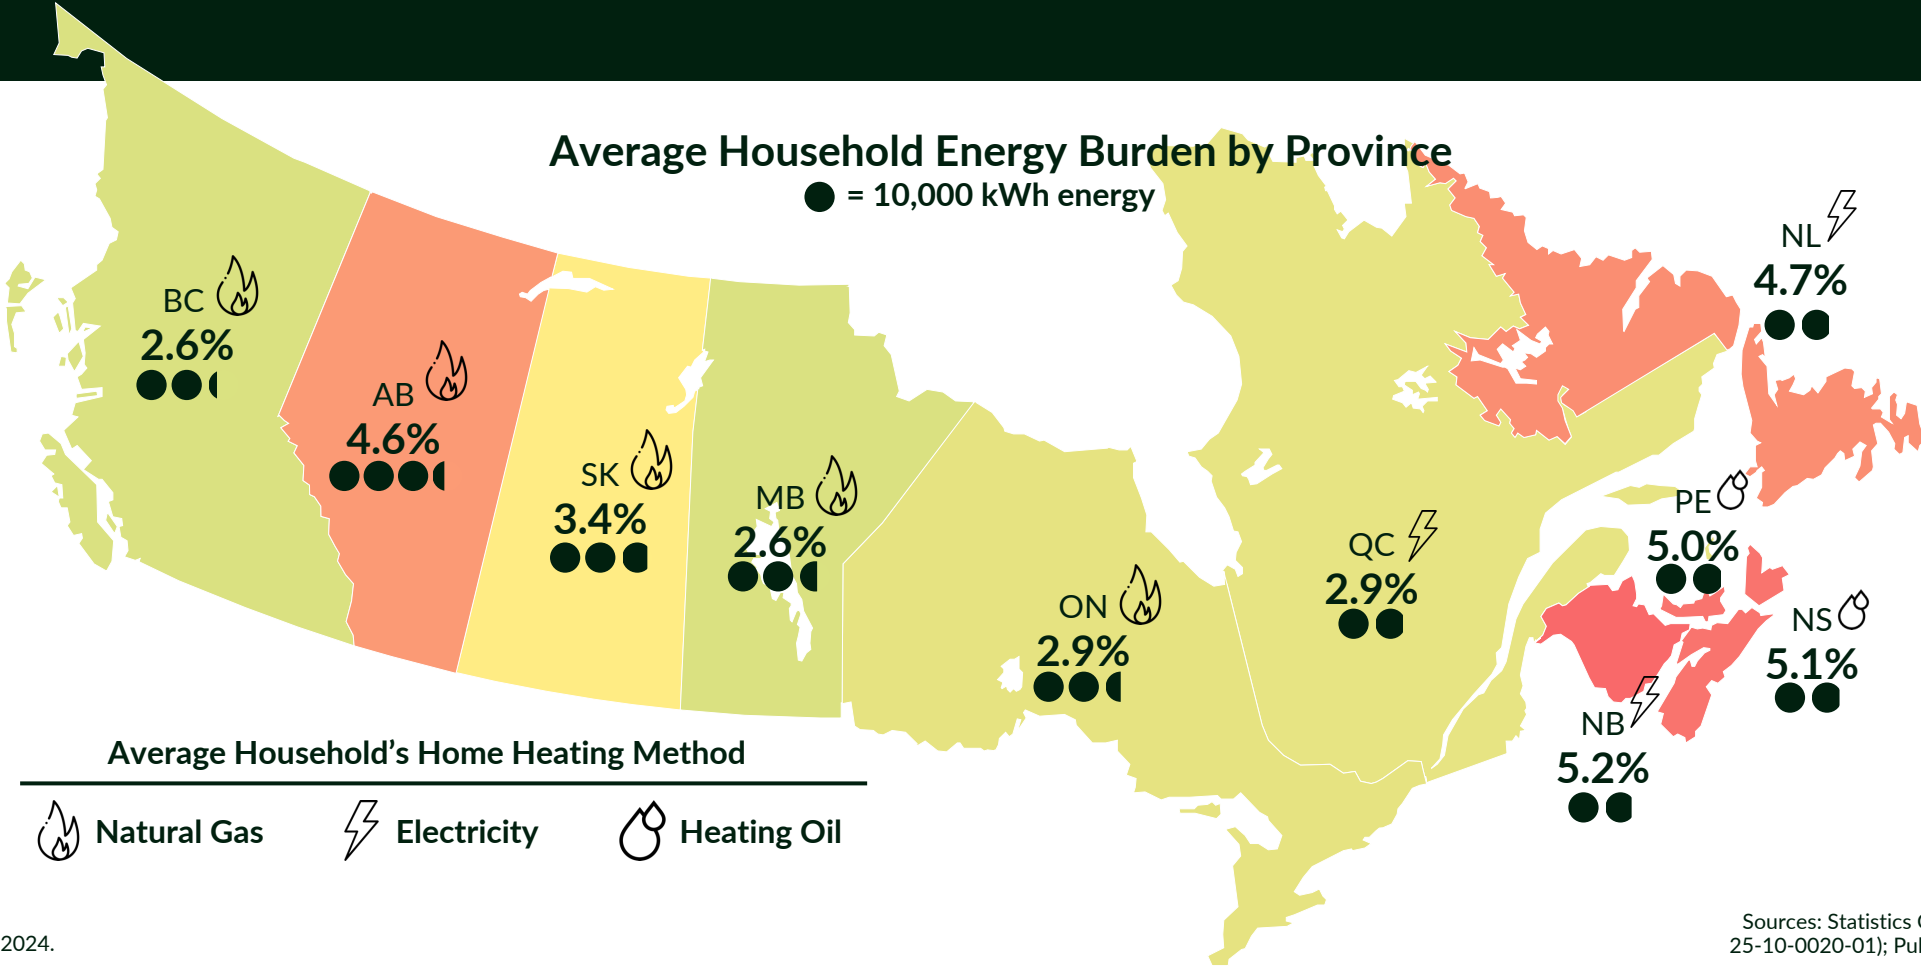 Average Household Energy Burden by Province
= 10,000 kWh energy
NL
4.7%
BC
2.6%
AB
4.6%
SK
3.4%
MB
2.6%
ON
2.9%
QC
2.9%
PE
5.0%
NS
5.1%
NB
5.2%
Average Household’s Home Heating Method
Natural Gas
Electricity
Heating Oil
2024.
Sources: Statistics
25-10-0020-01);